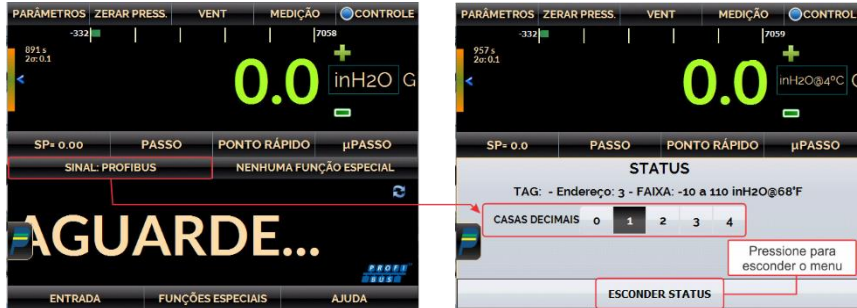 PARÂMETROS ZERAR PRESS. VENT MEDIÇÃO CONTROLE
-332 7058
891 s
2σ: 0.1
0.0 inH2O G
SP= 0.00 PASSO PONTO RÁPIDO µPASSO
SINAL: PROFIBUS NENHUMA FUNÇÃO ESPECIAL
AGUARDE...
PROFI
BUS
ENTRADA FUNÇÕES ESPECIAIS AJUDA
PARÂMETROS ZERAR PRESS. VENT MEDIÇÃO CONTROL
-332 7059
957 s
2σ: 0.1
0.0 inH2O@4°C
SP= 0.0 PASSO PONTO RÁPIDO µPASSO
STATUS
TAG: - Endereço: 3 - FAIXA: -10 a 110 inH2O@68°F
CASAS DECIMAIS 0 1 2 3 4
Pressione para
esconder o menu
ESCONDER STATUS